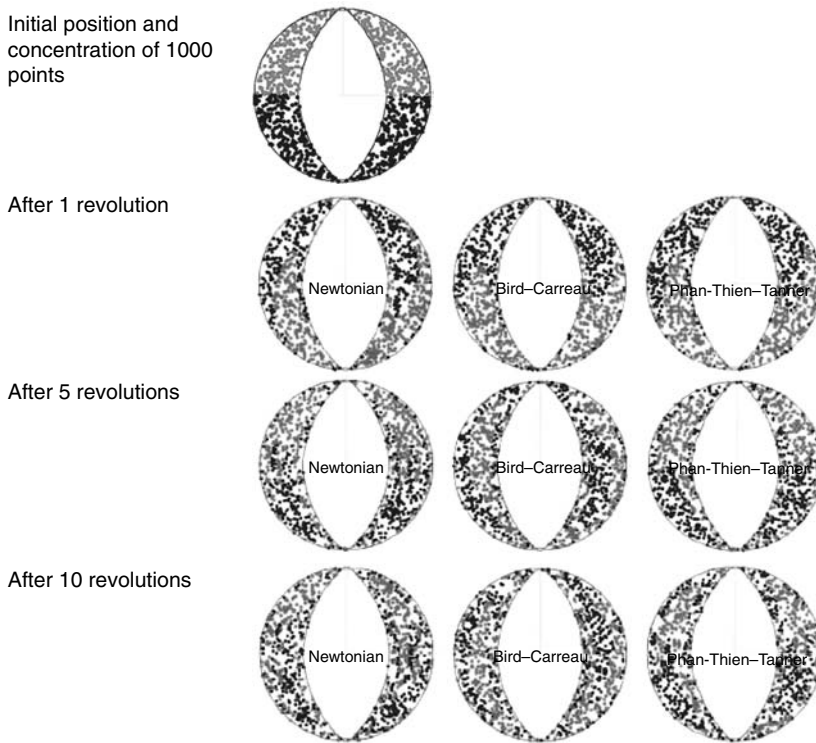 Initial position and
concentration of 1000
points
After 1 revolution
Newtonian
Bird–Carreau
Phan-Thien–Tanner
After 5 revolutions
Newtonian
Bird–Carreau
Phan-Thien–Tanner
After 10 revolutions
Newtonian
Bird–Carreau
Phan-Thien–Tanner